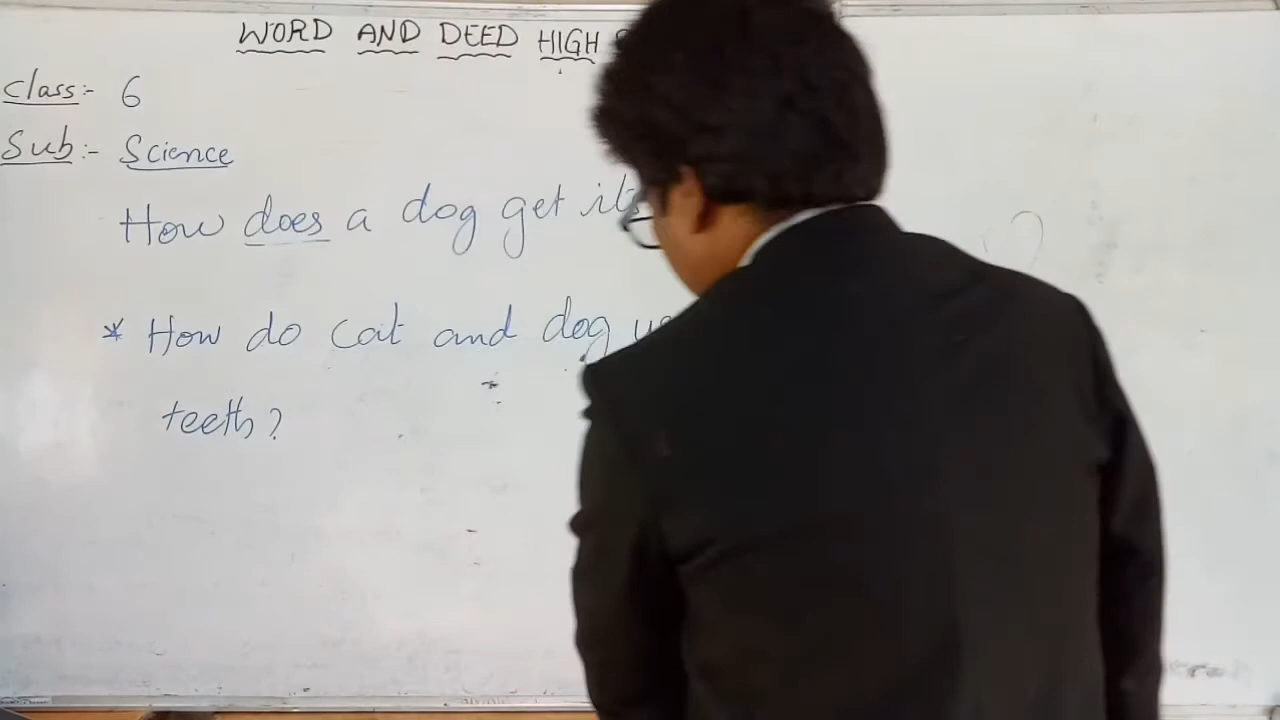 WORD AND DEED HIGH
Class:- 6
Sub:- Science
How does a dog get its
* How do cat and dog
teeth?